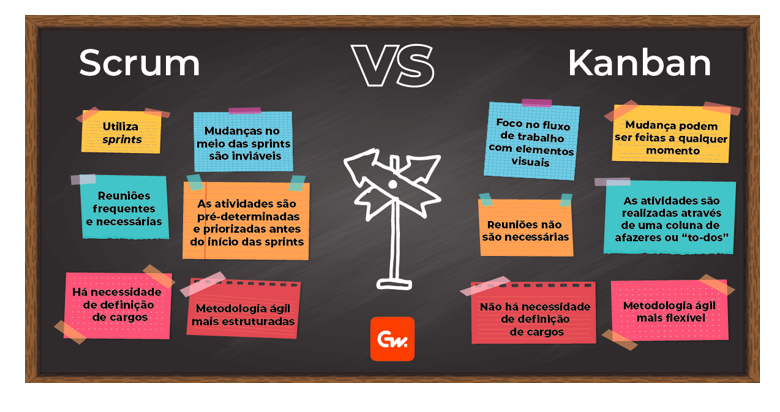 Scrum
VS
Kanban
Utiliza
sprints
Mudanças no
meio das sprints
são inviáveis
Reuniões
frequentes
e necessárias
As atividades são
pré-determinadas
e priorizadas antes
do início das sprints
Há necessidade
de definição
de cargos
Metodologia ágil
mais estruturadas
Foco no fluxo
de trabalho
com elementos
visuais
Mudança podem
ser feitas a qualquer
momento
Reuniões não
são necessárias
As atividades são
realizadas através
de uma coluna de
afazeres ou “to-dos”
Não há necessidade
de definição
de cargos
Metodologia ágil
mais flexível
Gw.